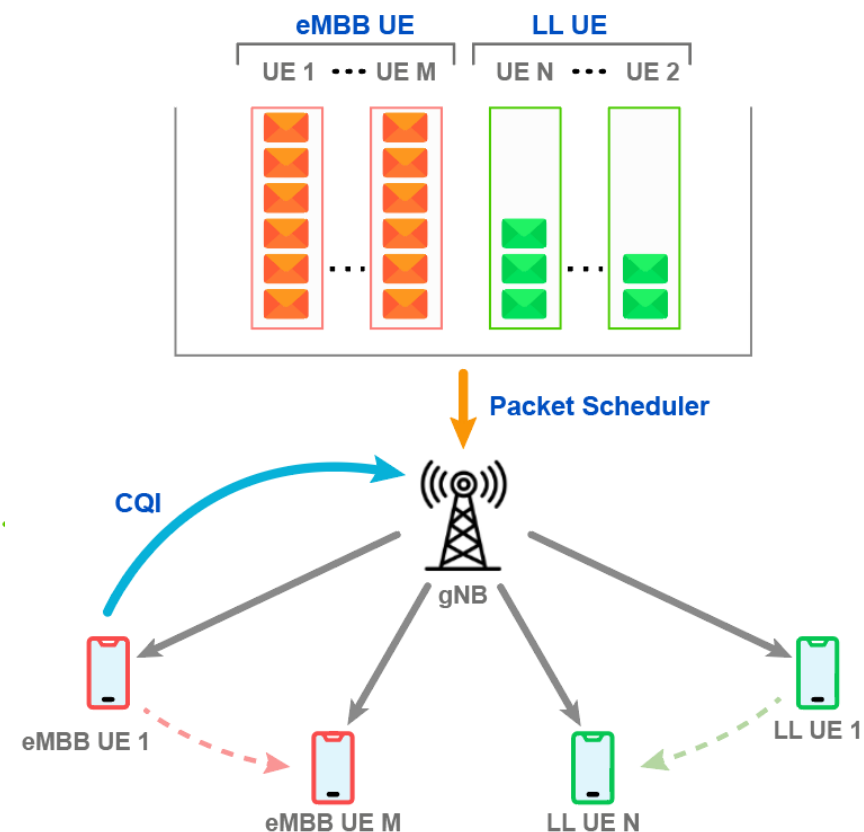 eMBB UE LL UE
UE 1 ··· UE M UE N ··· UE 2
... ...
Packet Scheduler
CQI
gNB
eMBB UE 1
LL UE 1
eMBB UE M
LL UE N